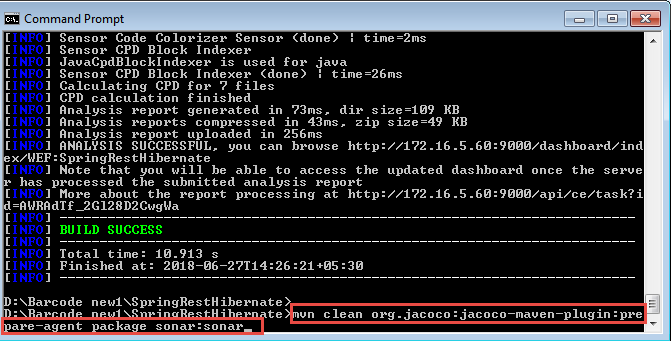 Command Prompt
[INFO] Sensor Code Colorizer Sensor (done) | time=2ms
[INFO] Sensor CPD Block Indexer
[INFO] JavaCpdBlockIndexer is used for java
[INFO] Sensor CPD Block Indexer (done) | time=26ms
[INFO] Calculating CPD for 7 files
[INFO] CPD calculation finished
[INFO] Analysis report generated in 73ms, dir size=109 KB
[INFO] Analysis reports compressed in 43ms, zip size=49 KB
[INFO] Analysis report uploaded in 256ms
[INFO] ANALYSIS SUCCESSFUL, you can browse http://172.16.5.60:9000/dashboard/ind
ex/WEF:SpringRestHibernate
[INFO] Note that you will be able to access the updated dashboard once the serve
r has processed the submitted analysis report
[INFO] More about the report processing at http://172.16.5.60:9000/api/ce/task?i
d=AWRAdTf_2Gl28D2CwgWa
[INFO] ------------------------------------------------------------------------
[INFO] BUILD SUCCESS
[INFO] ------------------------------------------------------------------------
[INFO] Total time: 10.913 s
[INFO] Finished at: 2018-06-27T14:26:21+05:30
[INFO] ------------------------------------------------------------------------
D:\Barcode new1\SpringRestHibernate>
D:\Barcode new1\SpringRestHibernate>mvn clean org.jacoco:jacoco-maven-plugin:pre
pare-agent package sonar:sonar_